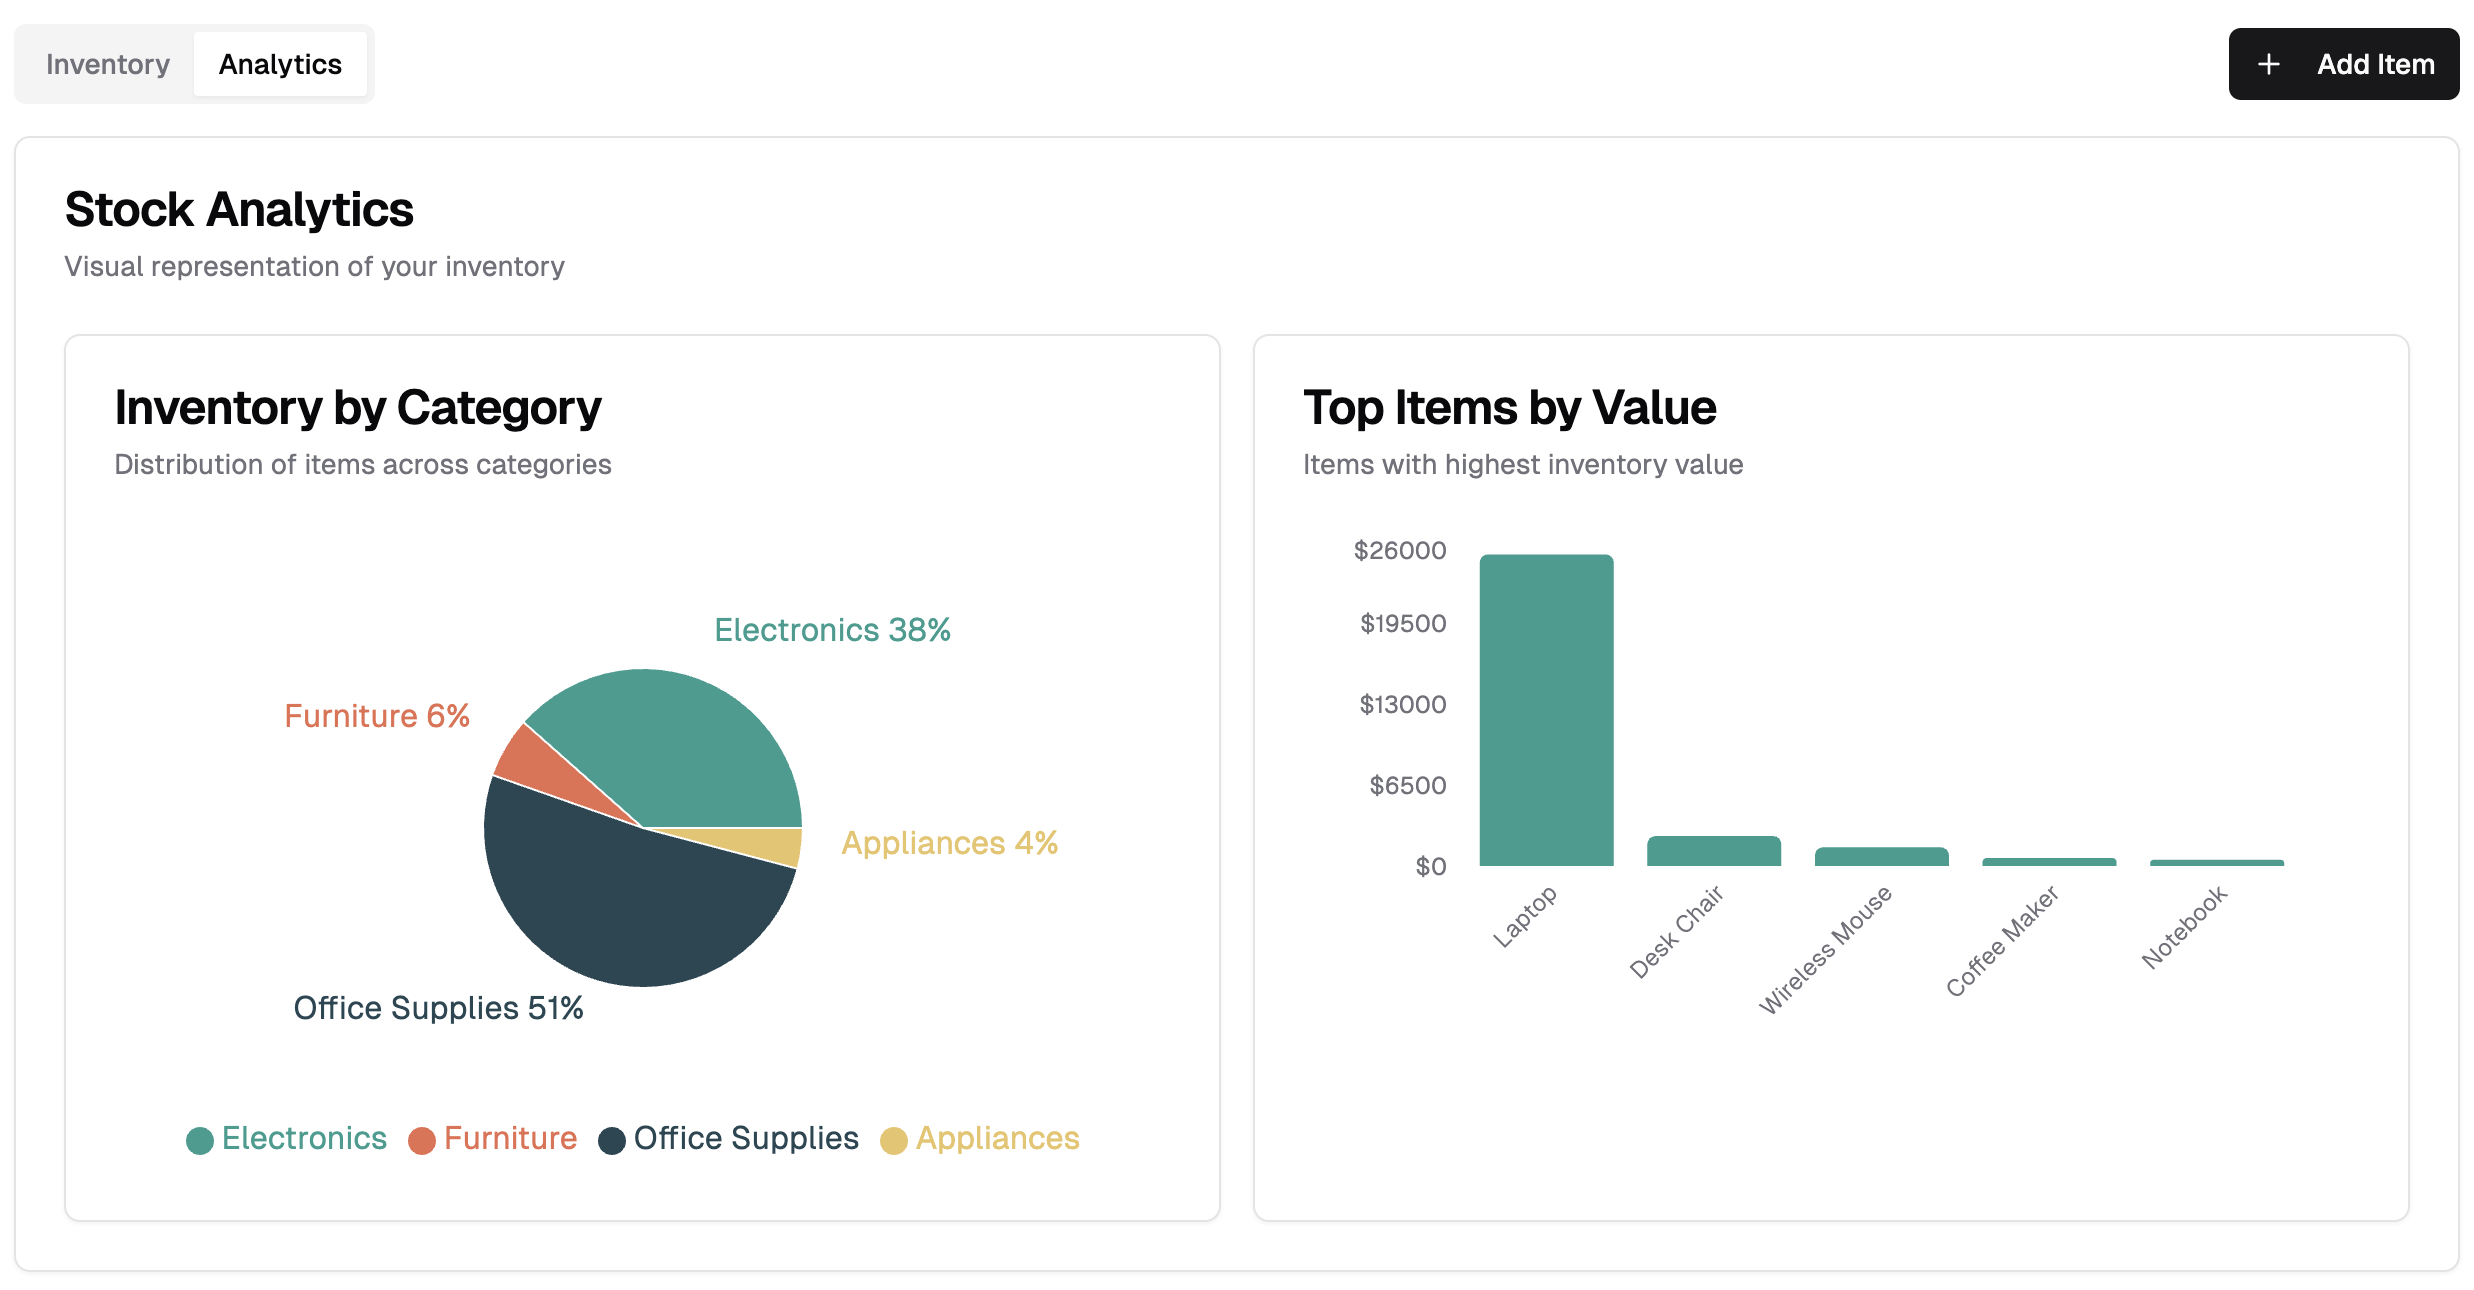 Inventory
Analytics
+ Add Item
Stock Analytics
Visual representation of your inventory
Inventory by Category
Distribution of items across categories
Electronics 38%
Furniture 6%
Appliances 4%
Office Supplies 51%
Electronics
Furniture
Office Supplies
Appliances
Top Items by Value
Items with highest inventory value
$26000
$19500
$13000
$6500
$0
Laptop
Desk Chair
Wireless Mouse
Coffee Maker
Notebook